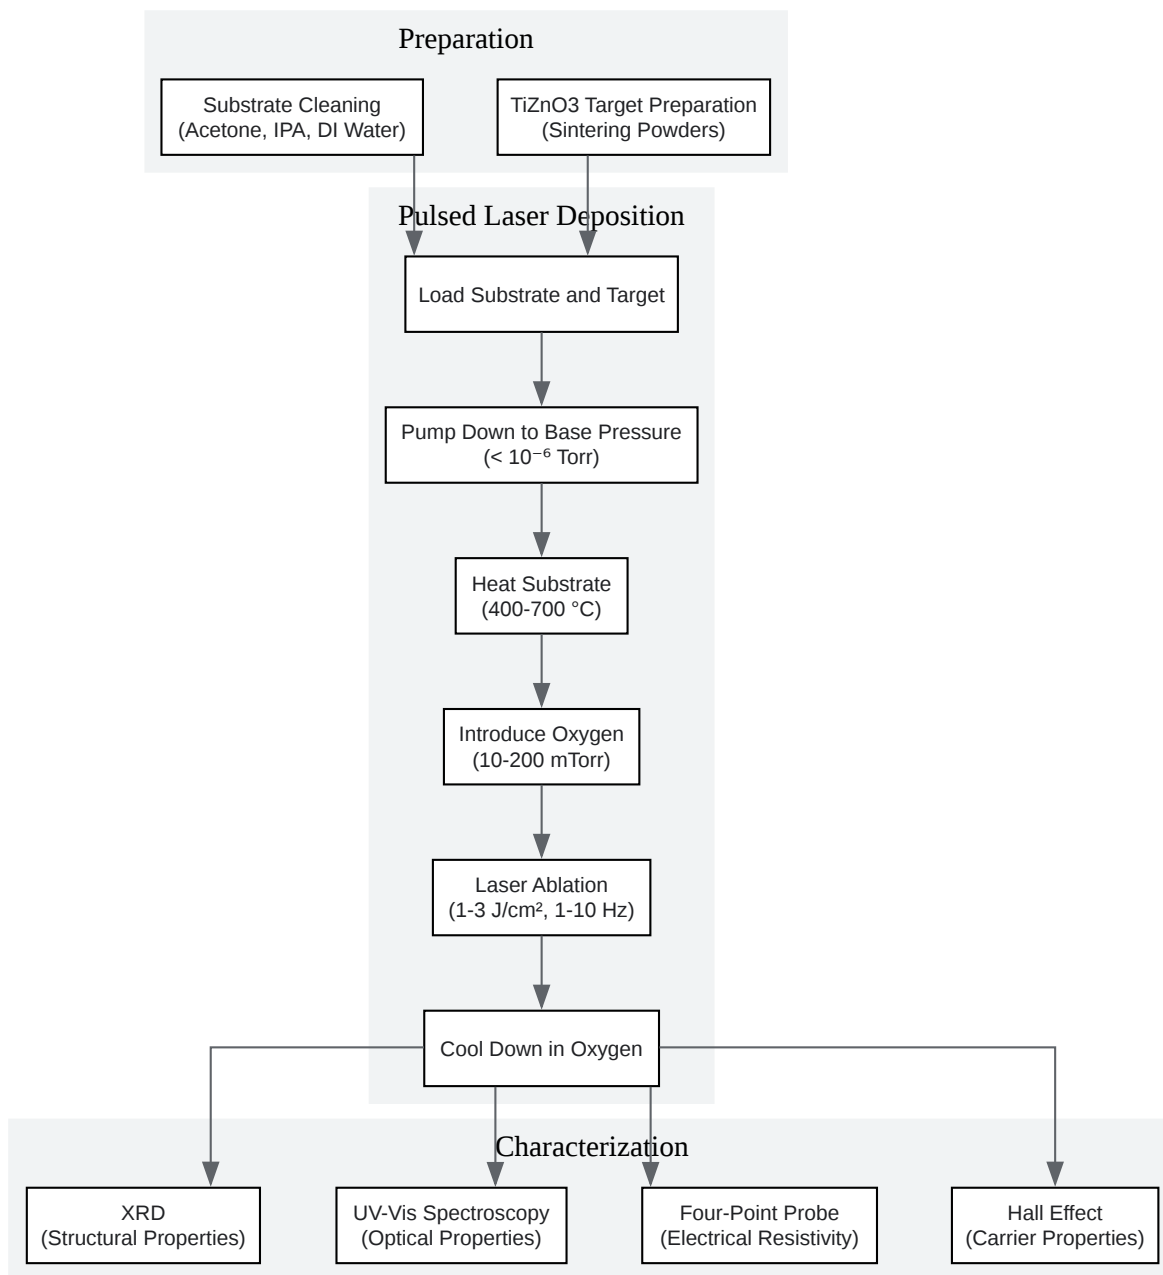 Preparation
Substrate Cleaning
(Acetone, IPA, DI Water)
TiZnO3 Target Preparation
(Sintering Powders)
Pulsed Laser Deposition
Load Substrate and Target
Pump Down to Base Pressure
(< 10⁻⁶ Torr)
Heat Substrate
(400-700 °C)
Introduce Oxygen
(10-200 mTorr)
Laser Ablation
(1-3 J/cm², 1-10 Hz)
Cool Down in Oxygen
Characterization
XRD
(Structural Properties)
UV-Vis Spectroscopy
(Optical Properties)
Four-Point Probe
(Electrical Resistivity)
Hall Effect
(Carrier Properties)